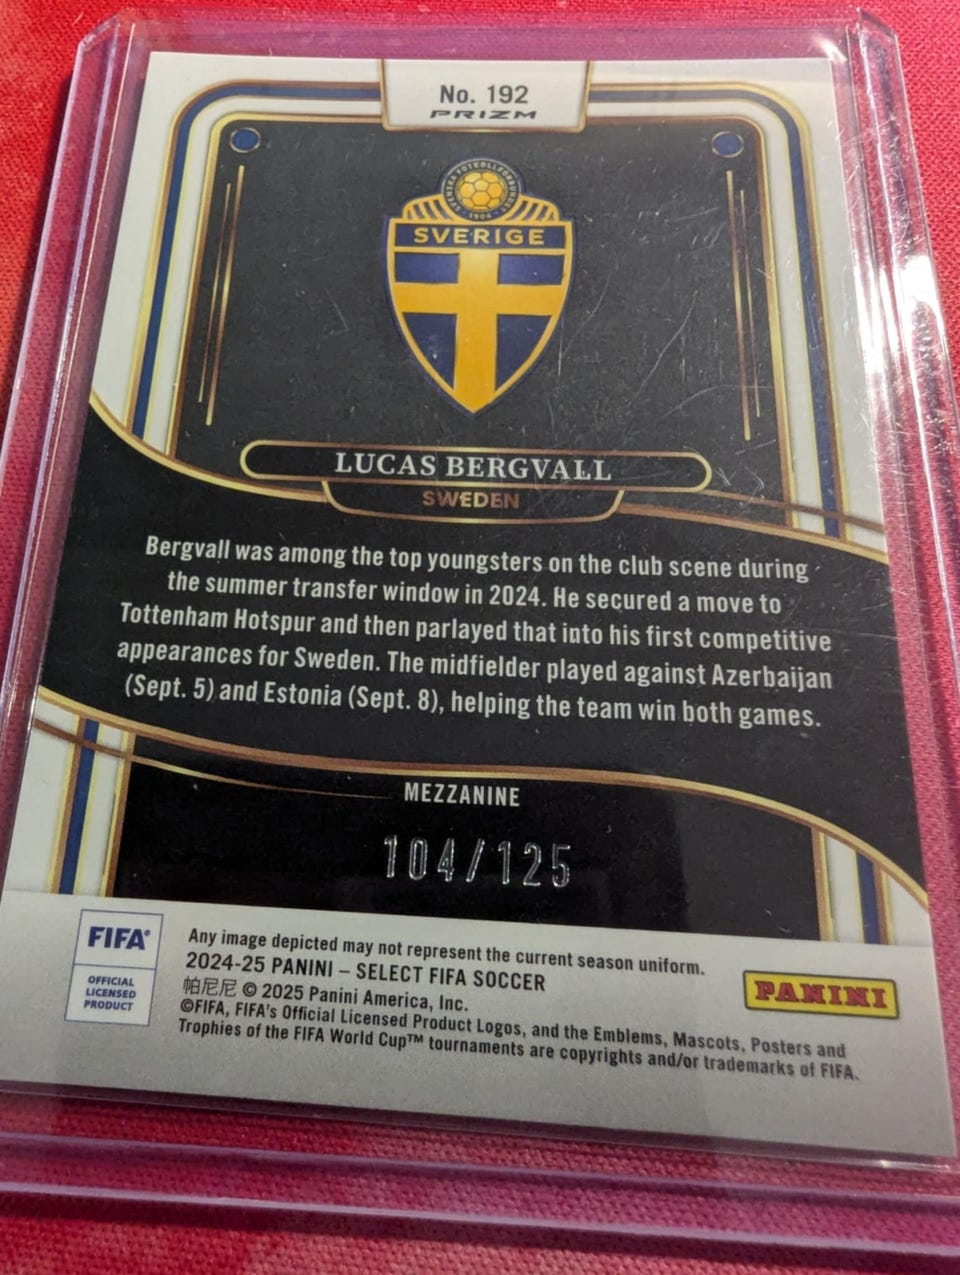 No. 192
PRIZM
SVENSKA FOTBOLLFÖRBUNDET
1904
SVERIGE
LUCAS BERGVALL
SWEDEN
Bergvall was among the top youngsters on the club scene during
the summer transfer window in 2024. He secured a move to
Tottenham Hotspur and then parlayed that into his first competitive
appearances for Sweden. The midfielder played against Azerbaijan
(Sept. 5) and Estonia (Sept. 8), helping the team win both games.
MEZZANINE
104/125
FIFA®
OFFICIAL
LICENSED
PRODUCT
Any image depicted may not represent the current season uniform.
2024-25 PANINI – SELECT FIFA SOCCER
帕尼尼 © 2025 Panini America, Inc.
©FIFA, FIFA's Official Licensed Product Logos, and the Emblems, Mascots, Posters and
Trophies of the FIFA World Cup™ tournaments are copyrights and/or trademarks of FIFA.
PANINI